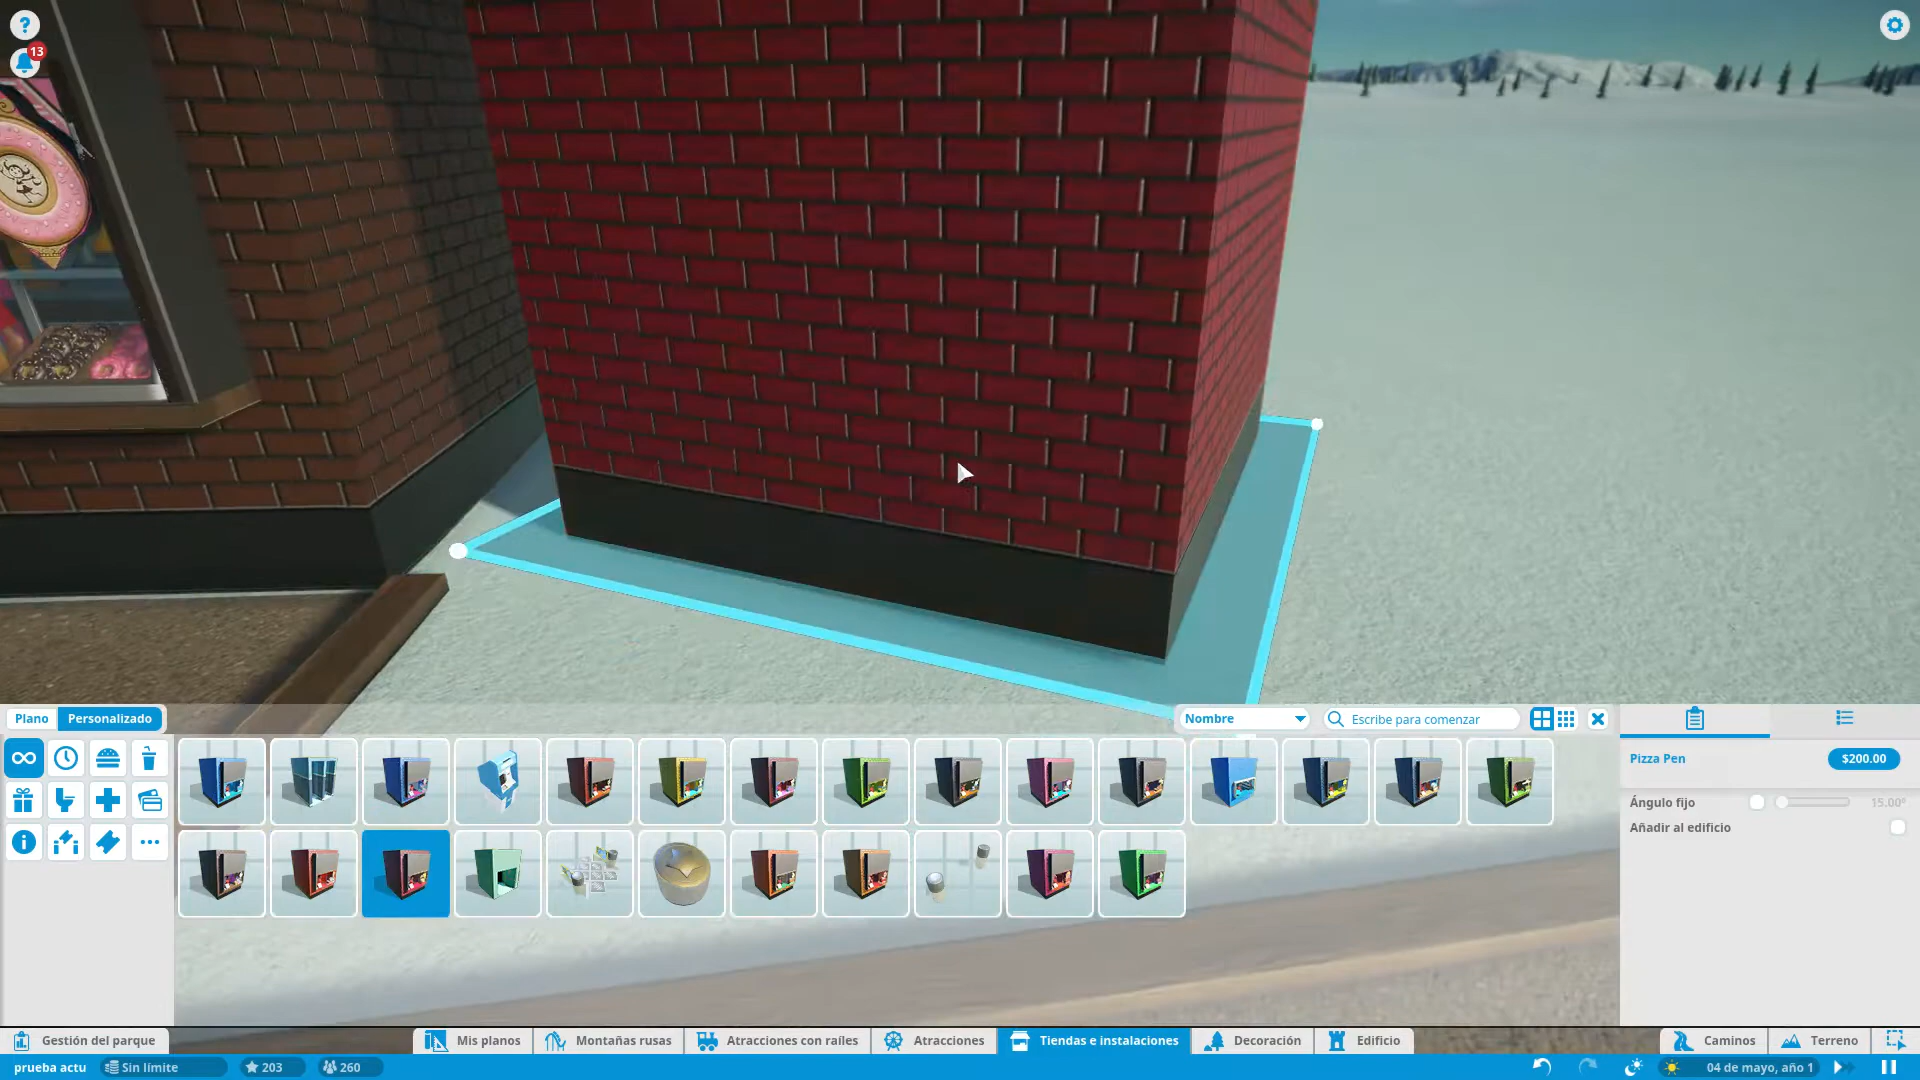 ?
13
Plano
Personalizado
Nombre
Escribe para comenzar
Pizza Pen
$200.00
Ángulo fijo
15.00°
Añadir al edificio
Gestión del parque
Mis planos
Montañas rusas
Atracciones con raíles
Atracciones
Tiendas e instalaciones
Decoración
Edificio
Caminos
Terreno
prueba actu
Sin límite
203
260
04 de mayo, año 1